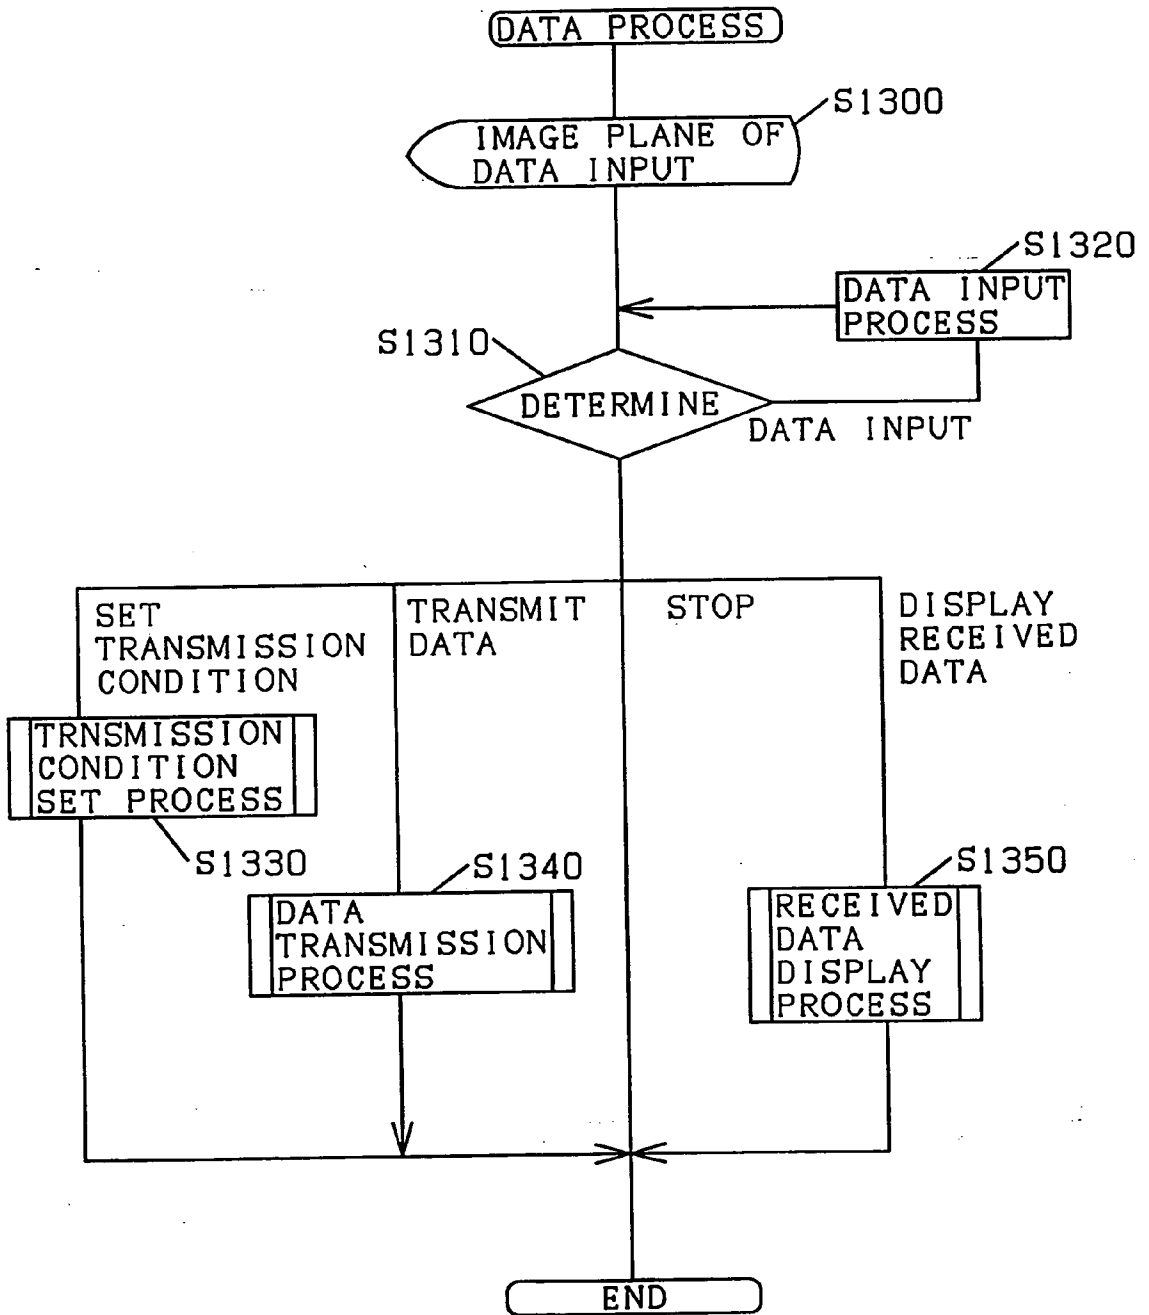 DATA PROCESS
S1300
IMAGE PLANE OF
DATA INPUT
S1320
DATA INPUT
PROCESS
S1310
DETERMINE
DATA INPUT
SET
TRANSMISSION
CONDITION
TRANSMIT
DATA
STOP
DISPLAY
RECEIVED
DATA
TRNSMISSION
CONDITION
SET PROCESS
S1330
S1340
DATA
TRANSMISSION
PROCESS
S1350
RECEIVED
DATA
DISPLAY
PROCESS
END